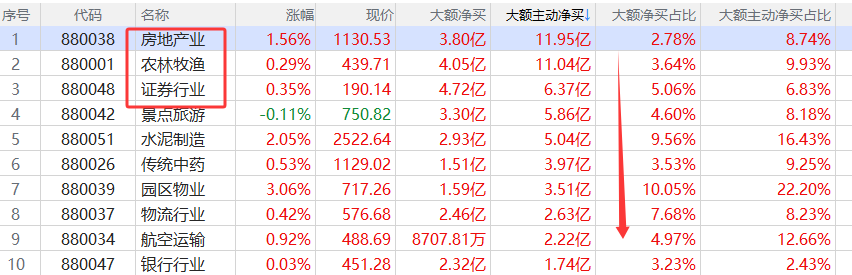 序号 代码 名称 涨幅 现价 大额净买 大额主动净买↓ 大额净买占比 大额主动净买占比
1 880038 房地产业 1.56% 1130.53 3.80亿 11.95亿 2.78% 8.74%
2 880001 农林牧渔 0.29% 439.71 4.05亿 11.04亿 3.64% 9.93%
3 880048 证券行业 0.35% 190.14 4.72亿 6.37亿 5.06% 6.83%
4 880042 景点旅游 -0.11% 750.82 3.30亿 5.86亿 4.60% 8.18%
5 880051 水泥制造 2.05% 2522.64 2.93亿 5.04亿 9.56% 16.43%
6 880026 传统中药 0.53% 1129.02 1.51亿 3.97亿 3.53% 9.25%
7 880039 园区物业 3.06% 717.26 1.59亿 3.51亿 10.05% 22.20%
8 880037 物流行业 0.42% 576.68 2.46亿 2.63亿 7.68% 8.23%
9 880034 航空运输 0.92% 488.69 8707.81万 2.22亿 4.97% 12.66%
10 880047 银行行业 0.03% 451.28 2.32亿 1.74亿 3.23% 2.43%